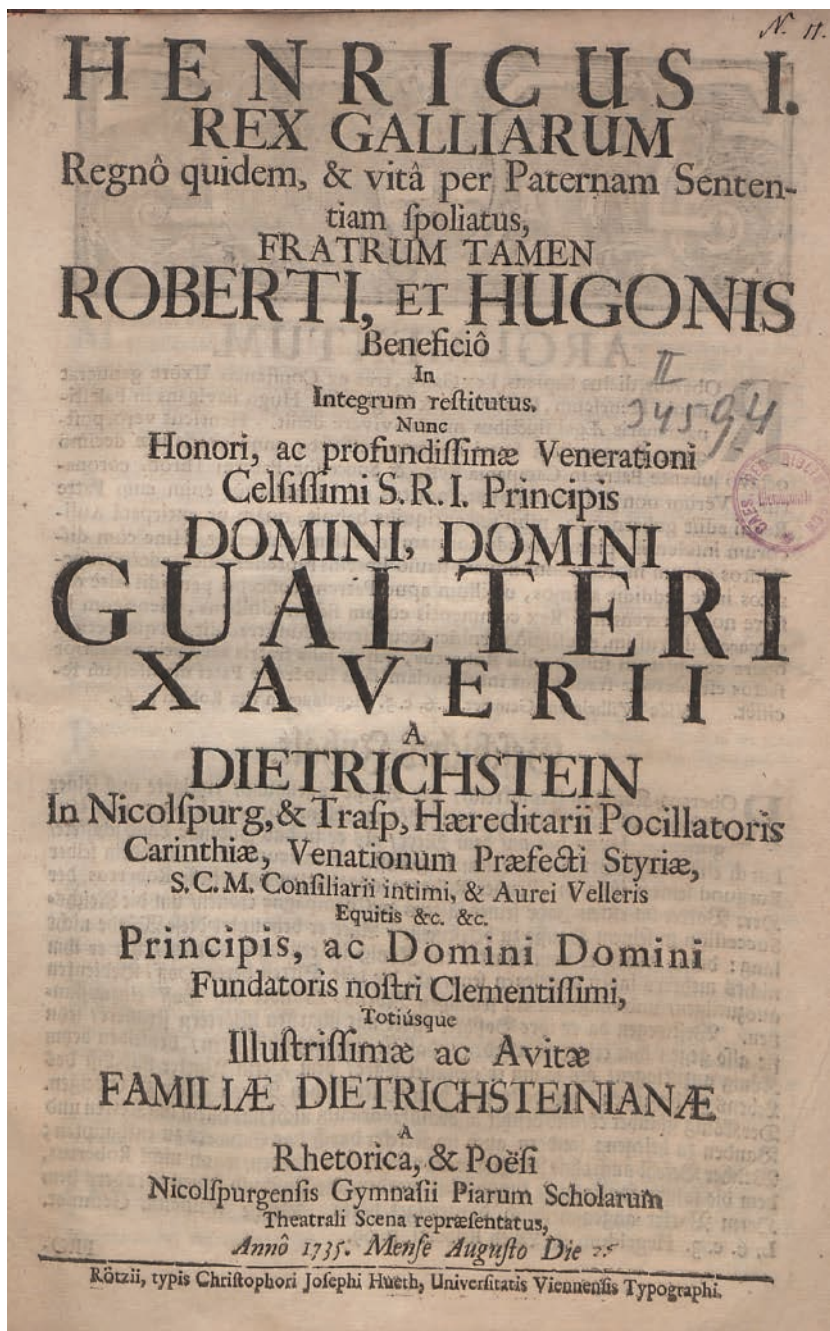 N. 11.
HENRICUS I.
REX GALLIARUM
Regnô quidem, & vitâ per Paternam Senten-
tiam ſpoliatus,
FRATRUM TAMEN
ROBERTI, ET HUGONIS
Beneficiô
In
Integrum reſtitutus.
Nunc
II
34594
Honori, ac profundiſſimæ Venerationi
Celſiſſimi S. R. I. Principis
DOMINI, DOMINI
GUALTERI
XAVERII
A
DIETRICHSTEIN
In Nicolſpurg, & Traſp, Hæreditarii Pocillatoris
Carinthiæ, Venationum Præfecti Styriæ,
S. C. M. Conſiliarii intimi, & Aurei Velleris
Equitis &c. &c.
Principis, ac Domini Domini
Fundatoris noſtri Clementiſſimi,
Totiúsque
Illuſtriſſimæ ac Avitæ
FAMILIÆ DIETRICHSTEINIANÆ
A
Rhetorica, & Poëſi
Nicolſpurgenſis Gymnaſii Piarum Scholarum
Theatrali Scena repræſentatus,
Annô 1735. Menſe Auguſto Die
Rötzii, typis Chriſtophori Joſephi Hueth, Univerſitatis Viennenſis Typographi.